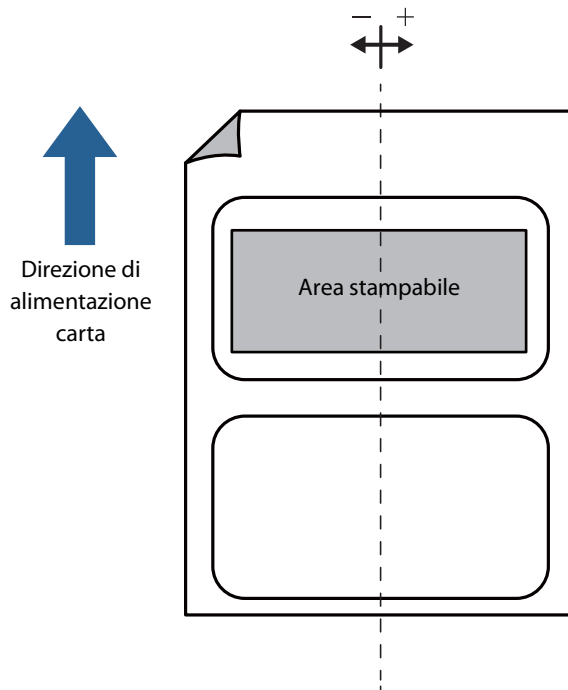 − +
Direzione di
alimentazione
carta
Area stampabile